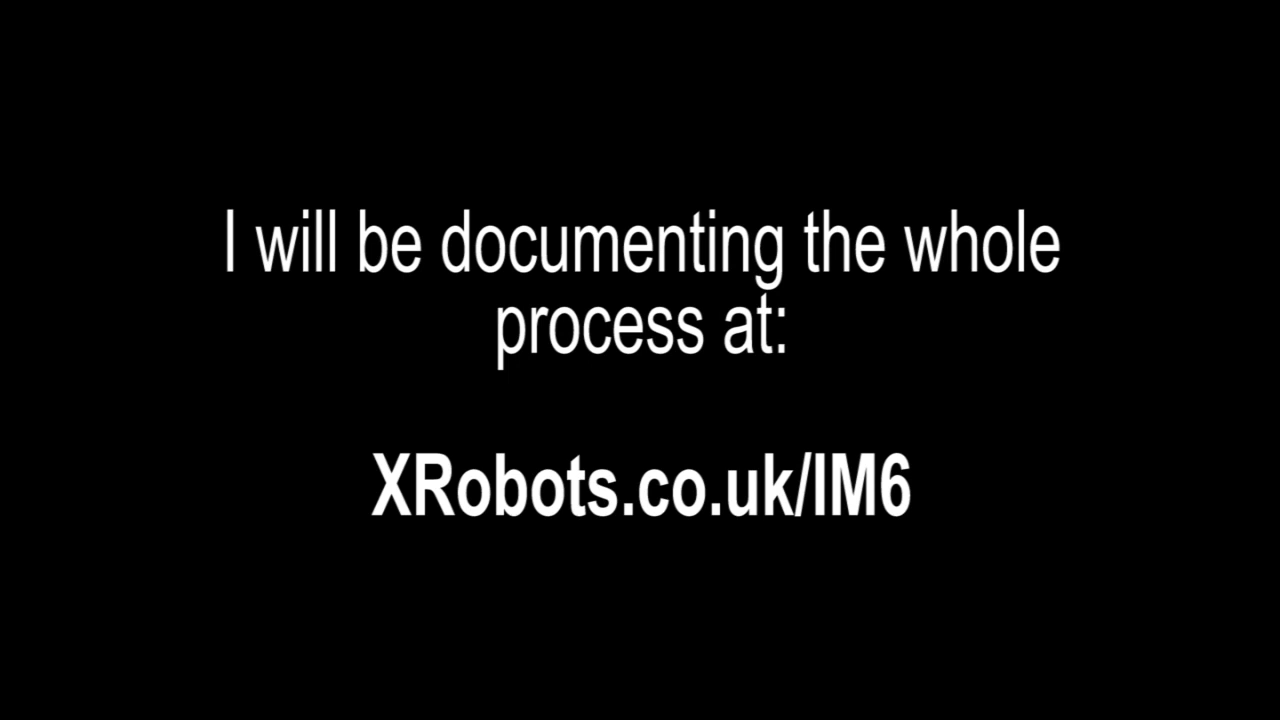 I will be documenting the whole
process at:
XRobots.co.uk/IM6